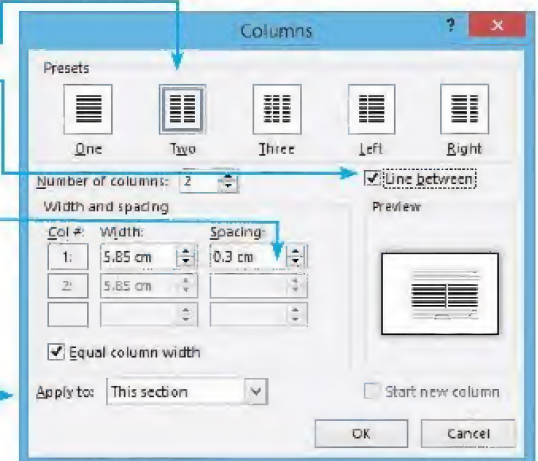 Columns ? ×
Presets
One Two Three Left Right
Number of columns: 2
Line between
Width and spacing
Preview
Col #: Width: Spacing:
1: 5.85 cm 0.3 cm
2: 5.85 cm
Equal column width
Apply to: This section
Start new column
OK Cancel